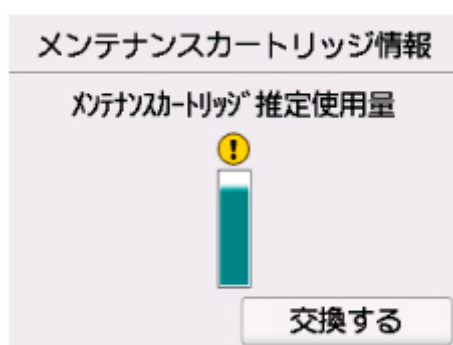 メンテナンスカートリッジ情報
ﾒﾝﾃﾅﾝｽｶｰﾄﾘｯｼﾞ推定使用量
交換する